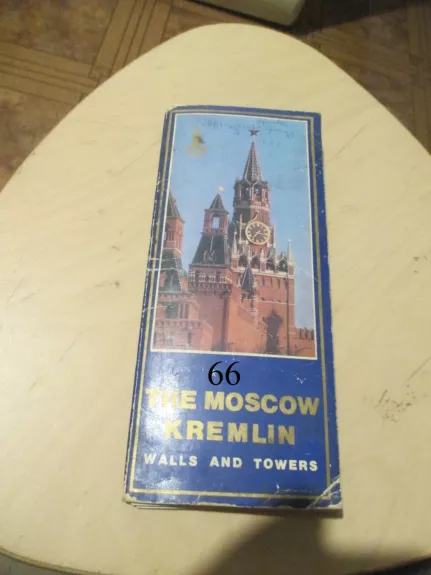 66
THE MOSCOW
KREMLIN
WALLS AND TOWERS